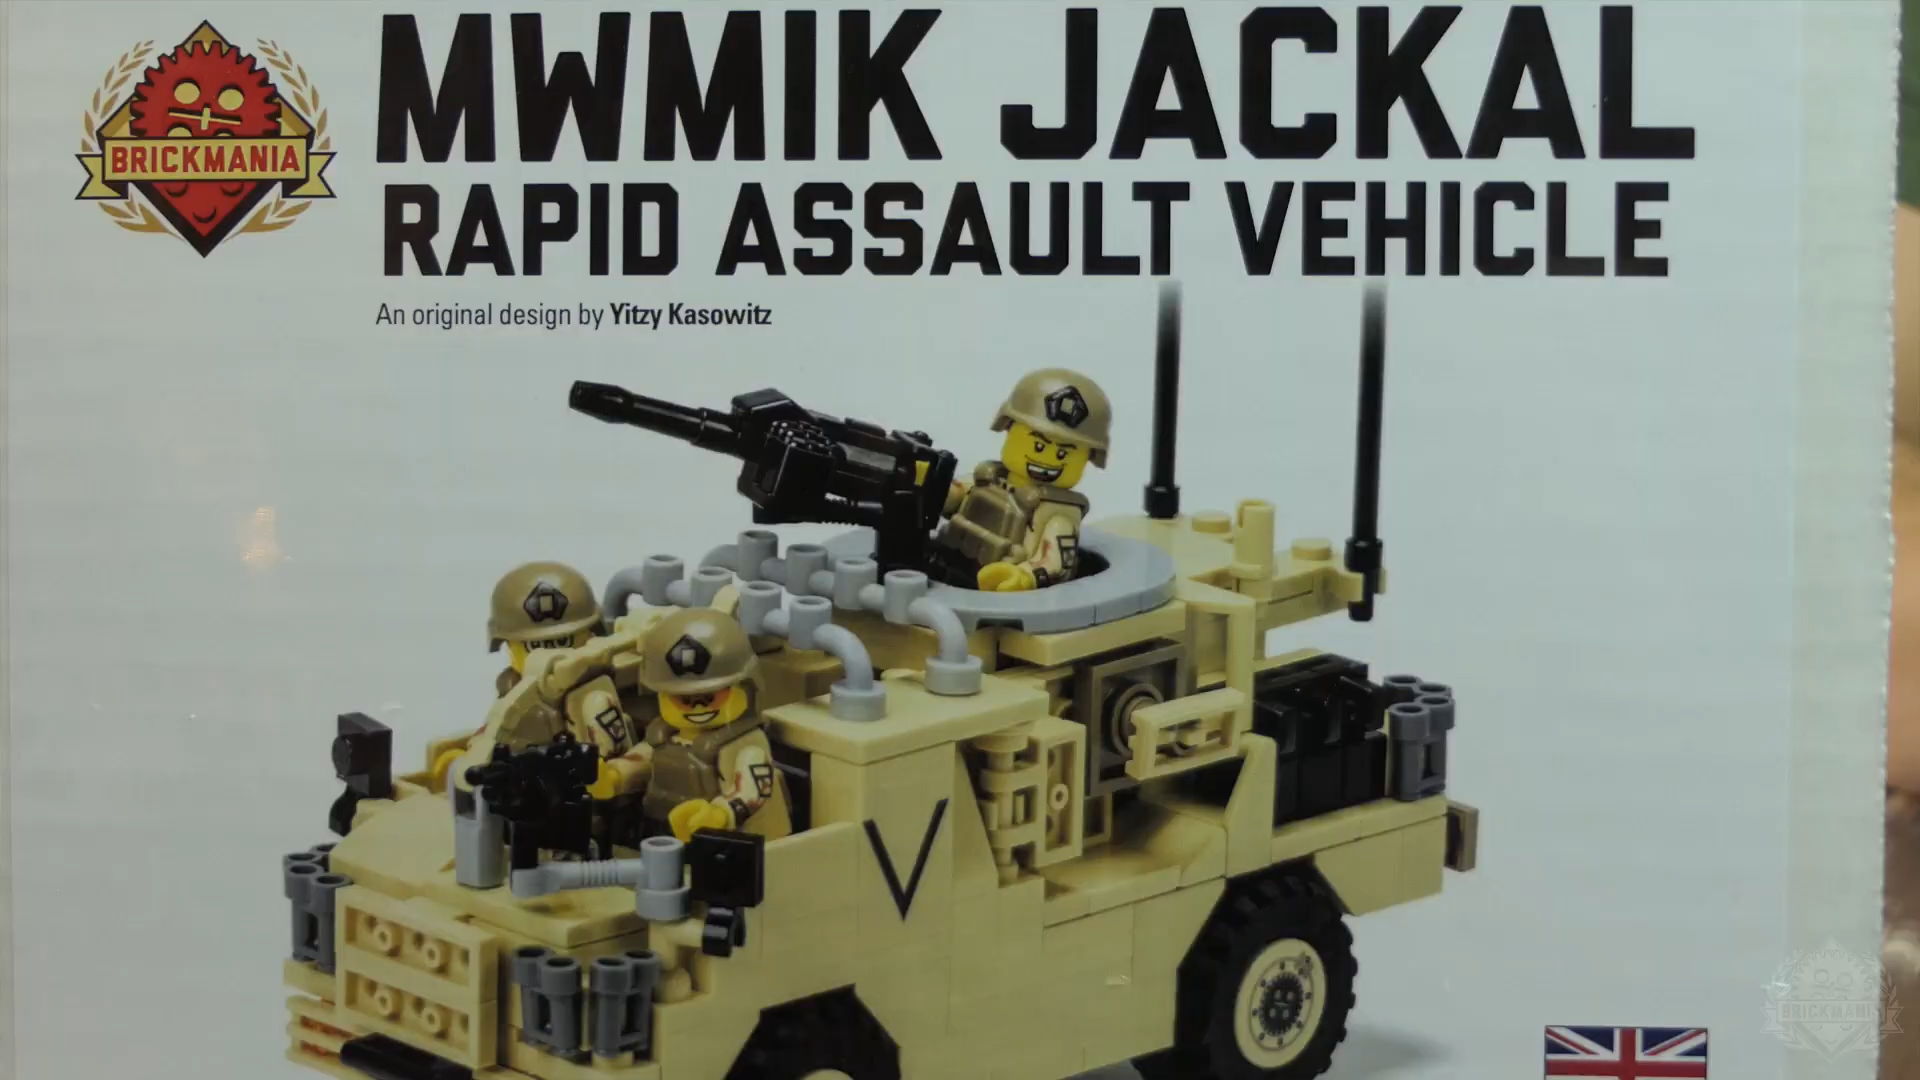 MWMIK JACKAL
BRICKMANIA
RAPID ASSAULT VEHICLE
An original design by Yitzy Kasowitz
V
BRICKMANIA